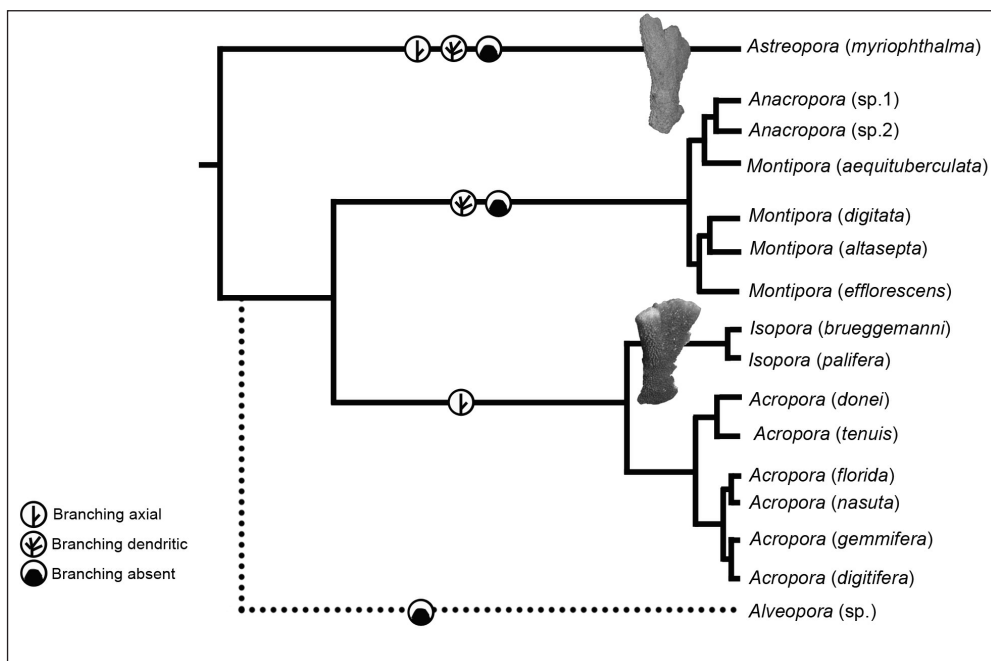 Astreopora (myriophthalma)
Anacropora (sp.1)
Anacropora (sp.2)
Montipora (aequituberculata)
Montipora (digitata)
Montipora (altasepta)
Montipora (efflorescens)
Isopora (brueggemanni)
Isopora (palifera)
Acropora (donei)
Acropora (tenuis)
Acropora (florida)
Acropora (nasuta)
Acropora (gemmifera)
Acropora (digitifera)
Alveopora (sp.)
Branching axial
Branching dendritic
Branching absent